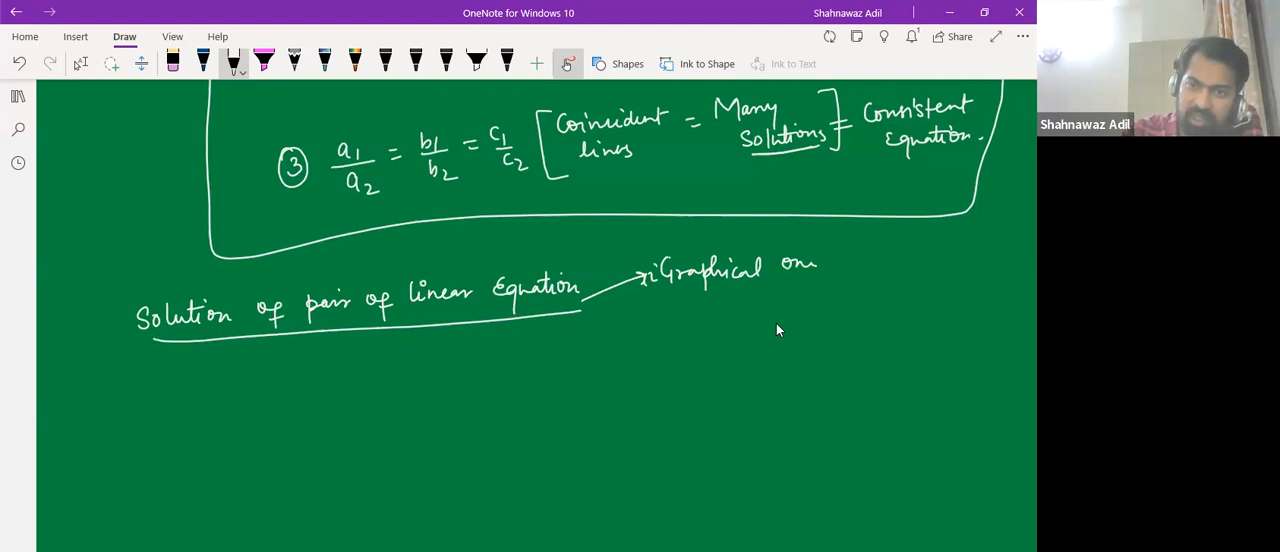 OneNote for Windows 10
Shahnawaz Adil
Home Insert Draw View Help
Share
Shapes
Ink to Shape
Ink to Text
Shahnawaz Adil
③ a1/a2 = b1/b2 = c1/c2 [Coinsident lines = Many Solutions] = Consistent Equation.
Solution of pair of linear Equation → Graphical one